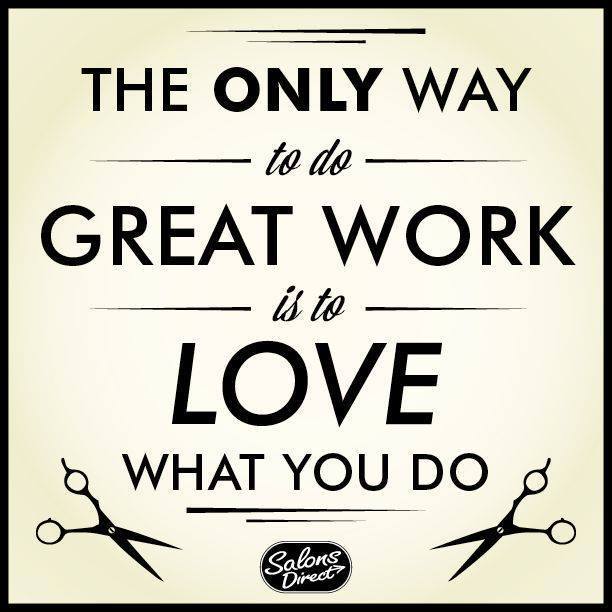 THE ONLY WAY
to do
GREAT WORK
is to
LOVE
WHAT YOU DO
Salons
Direct